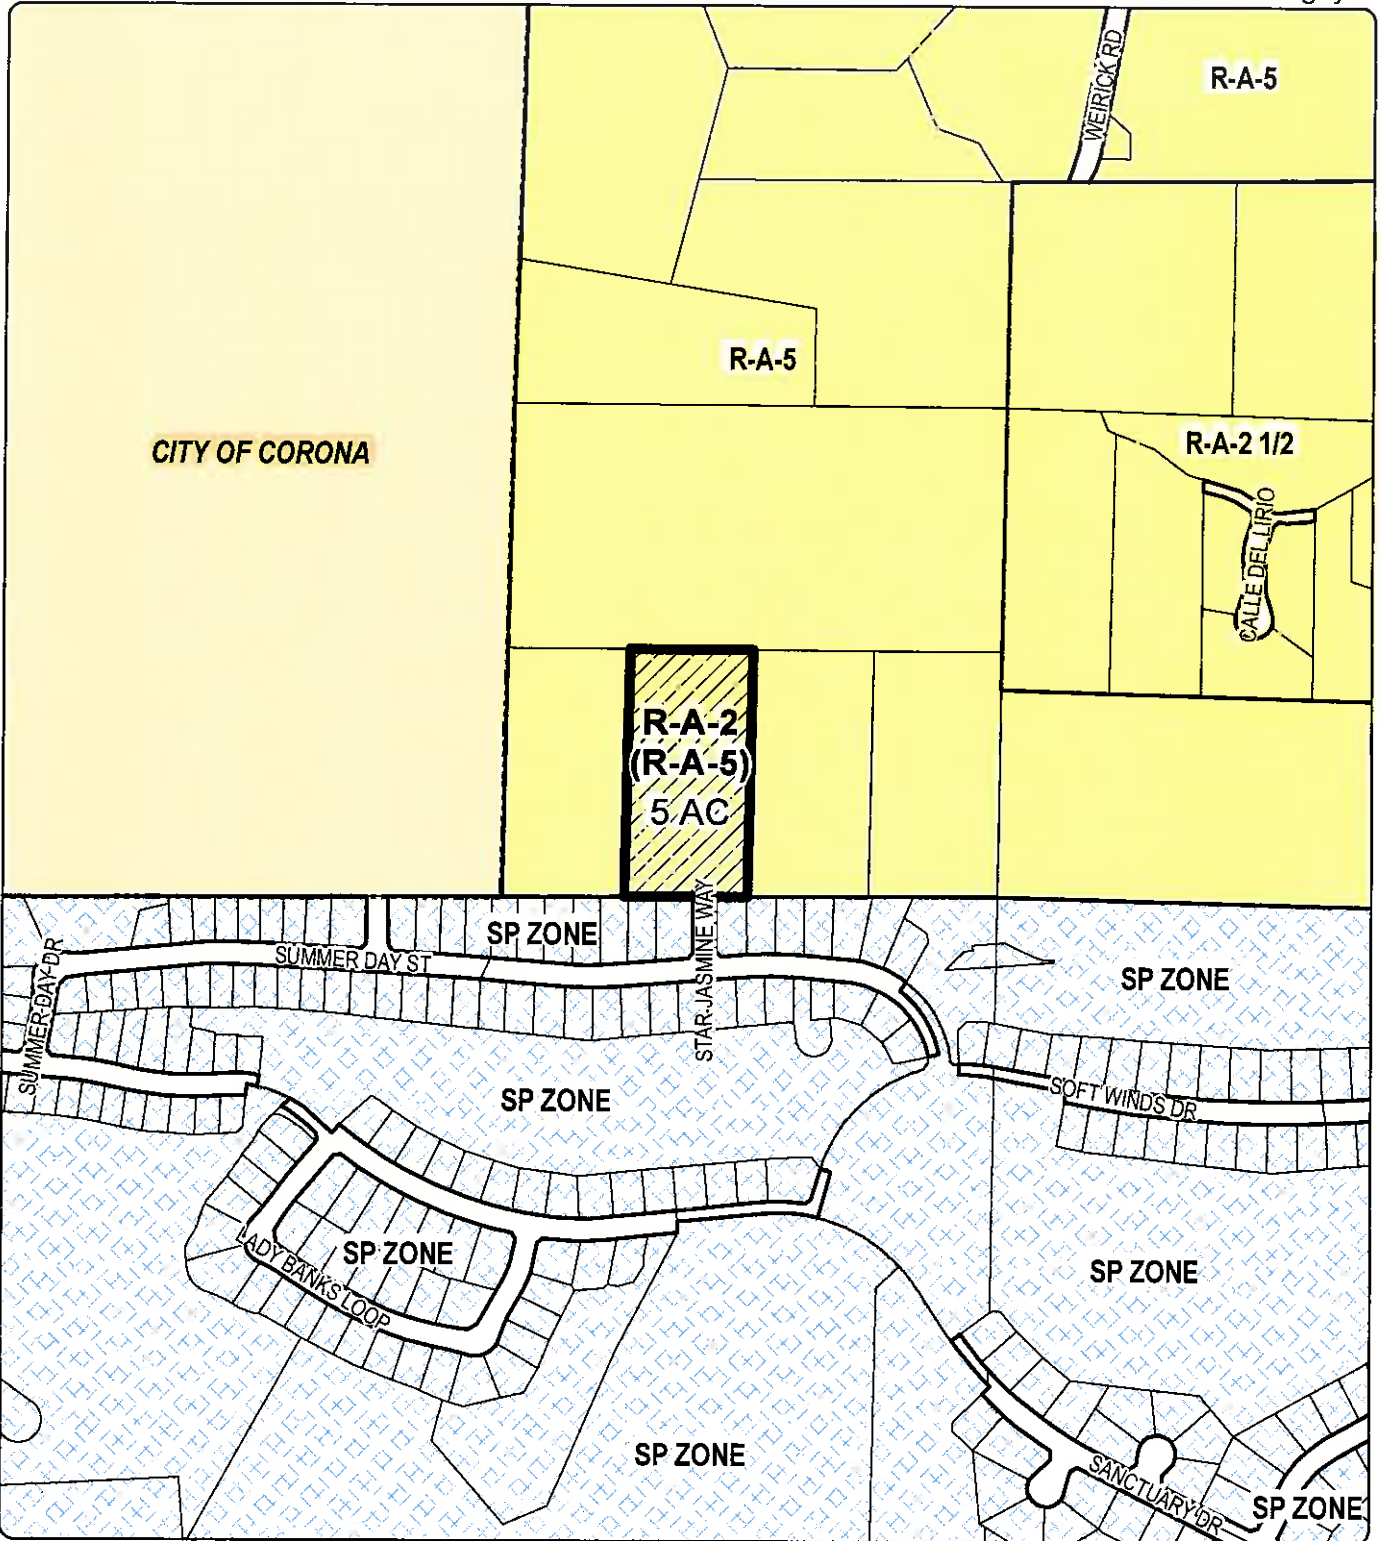 WEIRICK RD
R-A-5
R-A-5
CITY OF CORONA
R-A-2 1/2
CALLE DEL LIRIO
R-A-2
(R-A-5)
5 AC
STAR JASMINE WAY
SP ZONE
SUMMER DAY ST
SUMMER DAY DR
SP ZONE
SP ZONE
SOFT WINDS DR
SP ZONE
LADY BANKS LOOP
SP ZONE
SP ZONE
SANCTUARY DR
SP ZONE